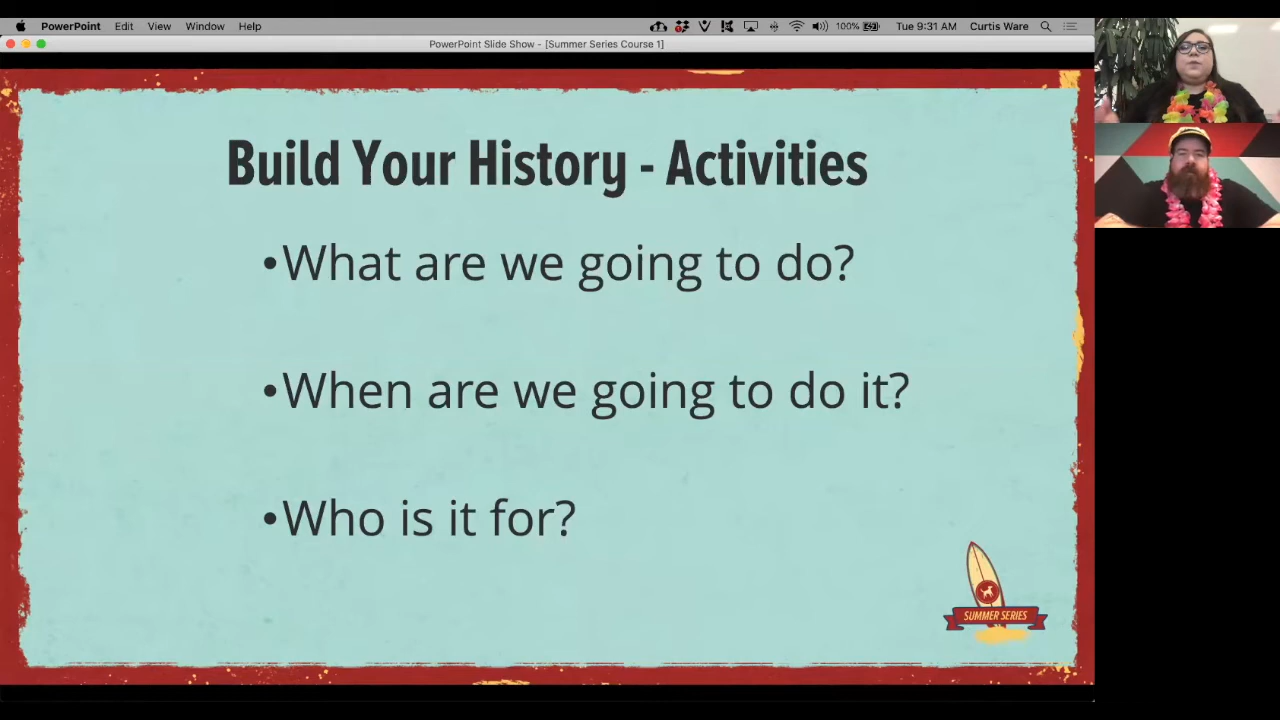 PowerPoint Edit View Window Help 100% Tue 9:31 AM Curtis Ware
PowerPoint Slide Show - [Summer Series Course 1]
Build Your History - Activities
•What are we going to do?
•When are we going to do it?
•Who is it for?
SUMMER SERIES